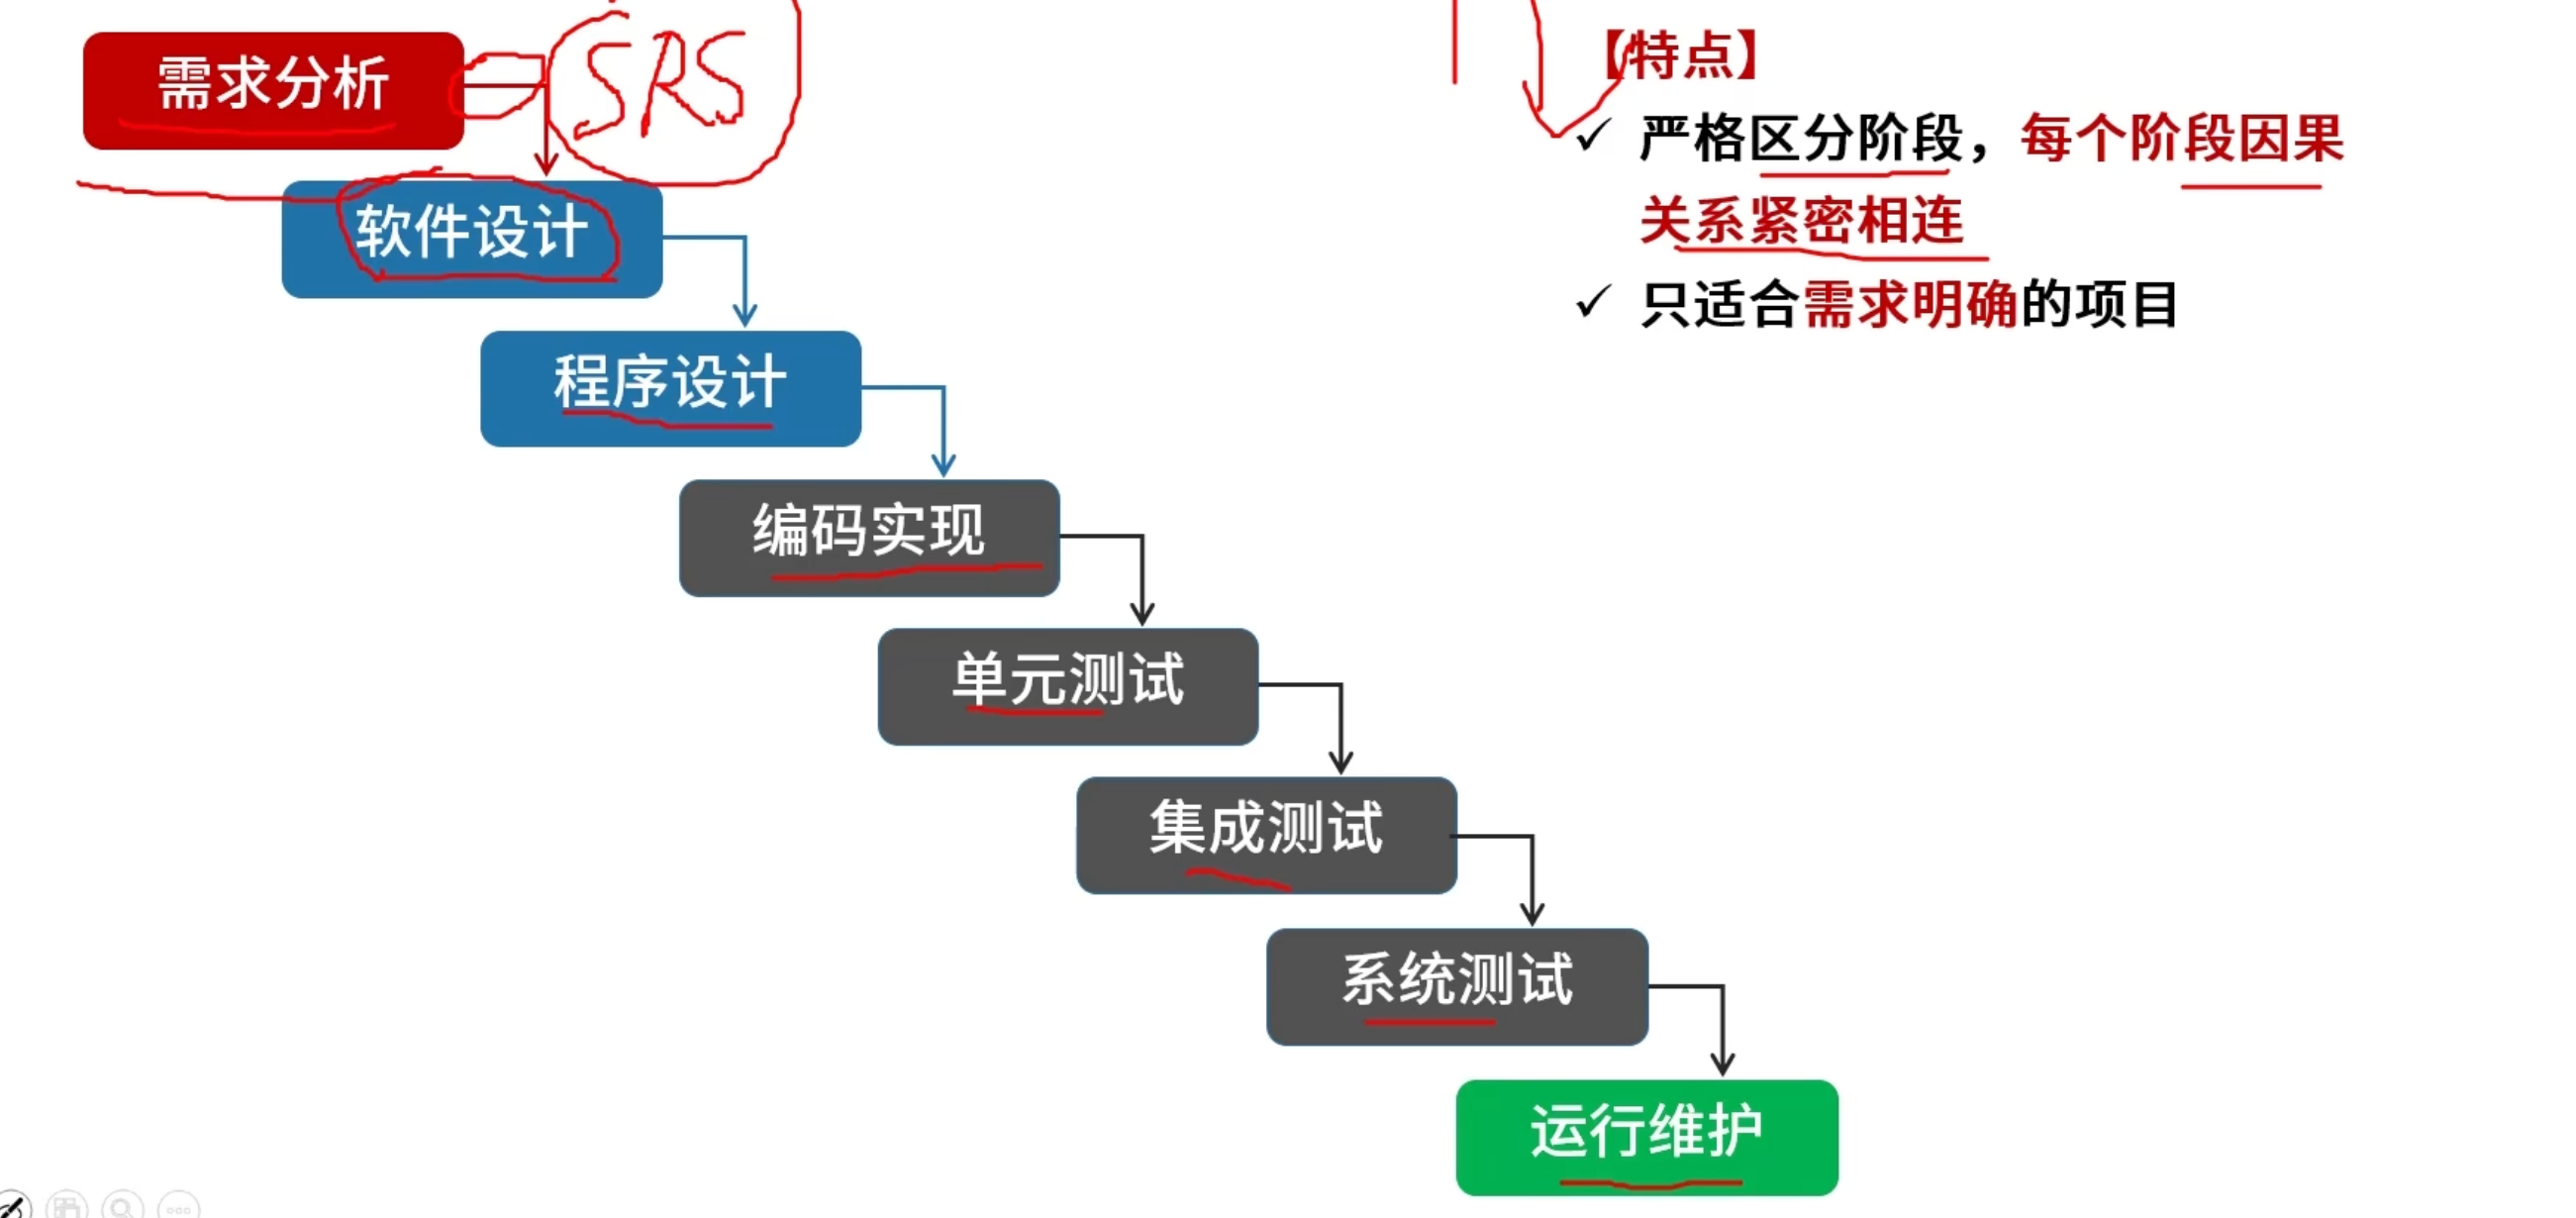 需求分析
SRS
软件设计
程序设计
编码实现
单元测试
集成测试
系统测试
运行维护
【特点】
✓ 严格区分阶段，每个阶段因果
关系紧密相连
✓ 只适合需求明确的项目